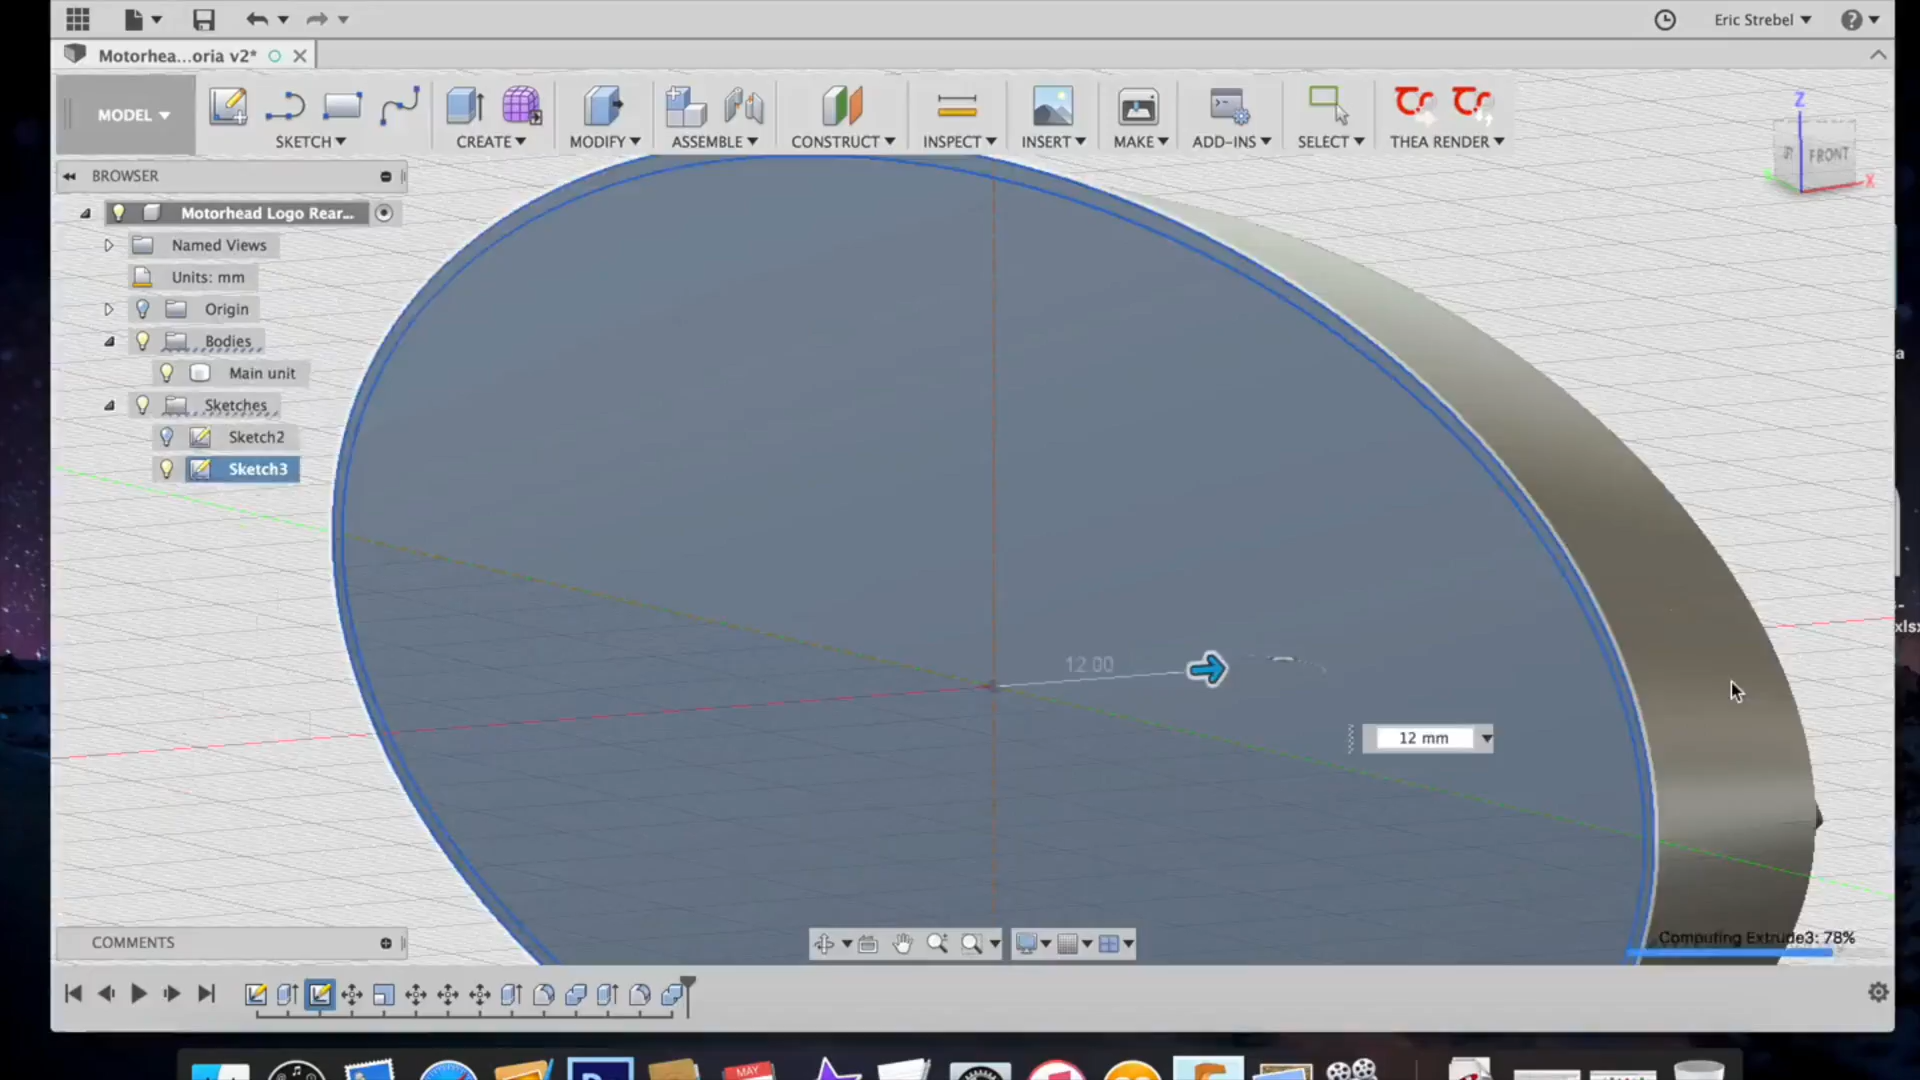 Eric Strebel
Motorhea...oria v2*
MODEL
SKETCH
CREATE
MODIFY
ASSEMBLE
CONSTRUCT
INSPECT
INSERT
MAKE
ADD-INS
SELECT
THEA RENDER
BROWSER
Motorhead Logo Rear...
Named Views
Units: mm
Origin
Bodies
Main unit
Sketches
Sketch2
Sketch3
Z
FRONT
X
a
xlsx
12.00
12 mm
Computing Extrude3: 78%
COMMENTS
MAY